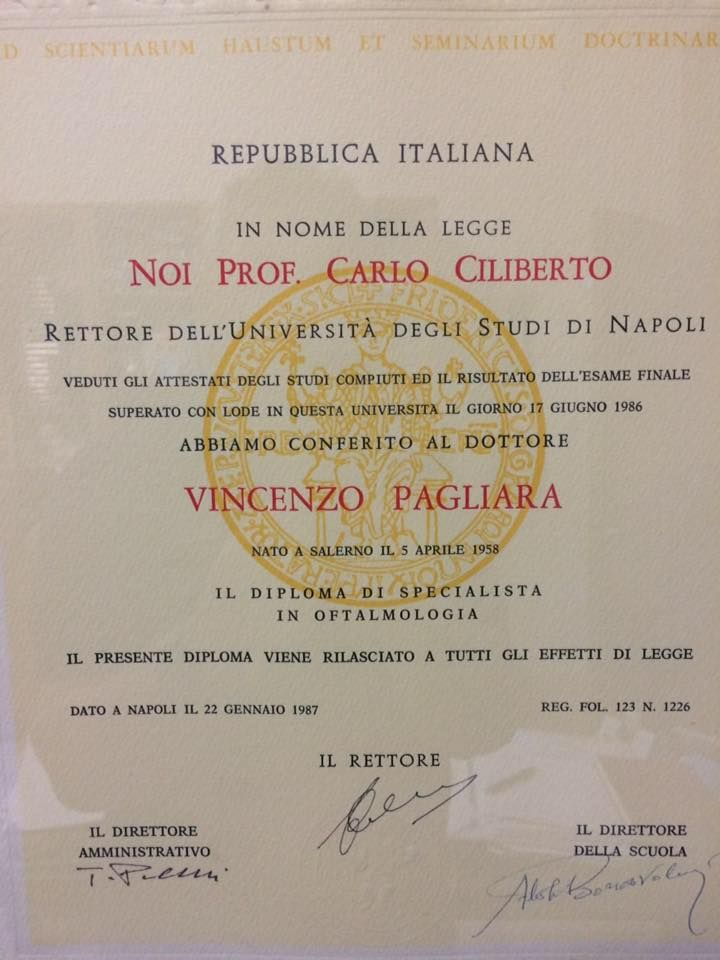 D SCIENTIARUM HAUSTUM ET SEMINARIUM DOCTRINAR
REPUBBLICA ITALIANA
IN NOME DELLA LEGGE
NOI PROF. CARLO CILIBERTO
RETTORE DELL'UNIVERSITÀ DEGLI STUDI DI NAPOLI
VEDUTI GLI ATTESTATI DEGLI STUDI COMPIUTI ED IL RISULTATO DELL'ESAME FINALE
SUPERATO CON LODE IN QUESTA UNIVERSITA IL GIORNO 17 GIUGNO 1986
ABBIAMO CONFERITO AL DOTTORE
VINCENZO PAGLIARA
NATO A SALERNO IL 5 APRILE 1958
IL DIPLOMA DI SPECIALISTA
IN OFTALMOLOGIA
IL PRESENTE DIPLOMA VIENE RILASCIATO A TUTTI GLI EFFETTI DI LEGGE
DATO A NAPOLI IL 22 GENNAIO 1987
REG. FOL. 123 N. 1226
IL RETTORE
IL DIRETTORE
AMMINISTRATIVO
IL DIRETTORE
DELLA SCUOLA